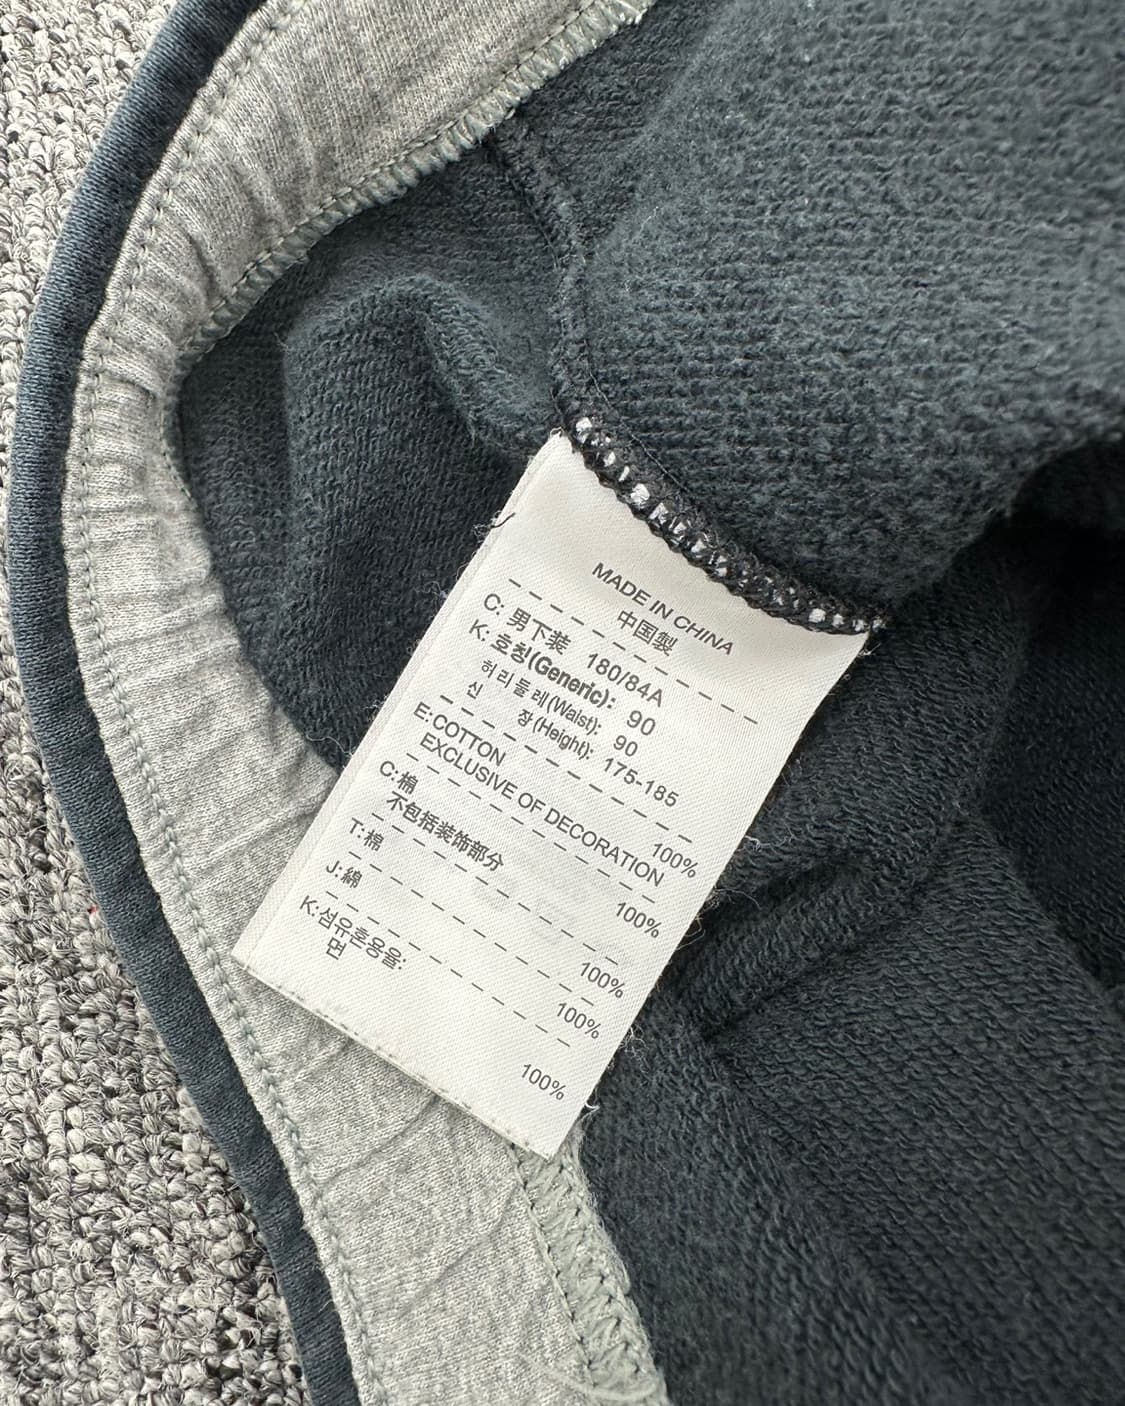 MADE IN CHINA
中国製
C: 男下装 180/84A
K: 호칭(Generic): 90
허리둘레(Waist): 90
신 장(Height): 175-185
E:COTTON 100%
EXCLUSIVE OF DECORATION
C:棉 100%
不包括装饰部分
T:棉 100%
J:綿 100%
K:섬유혼용율:
면 100%